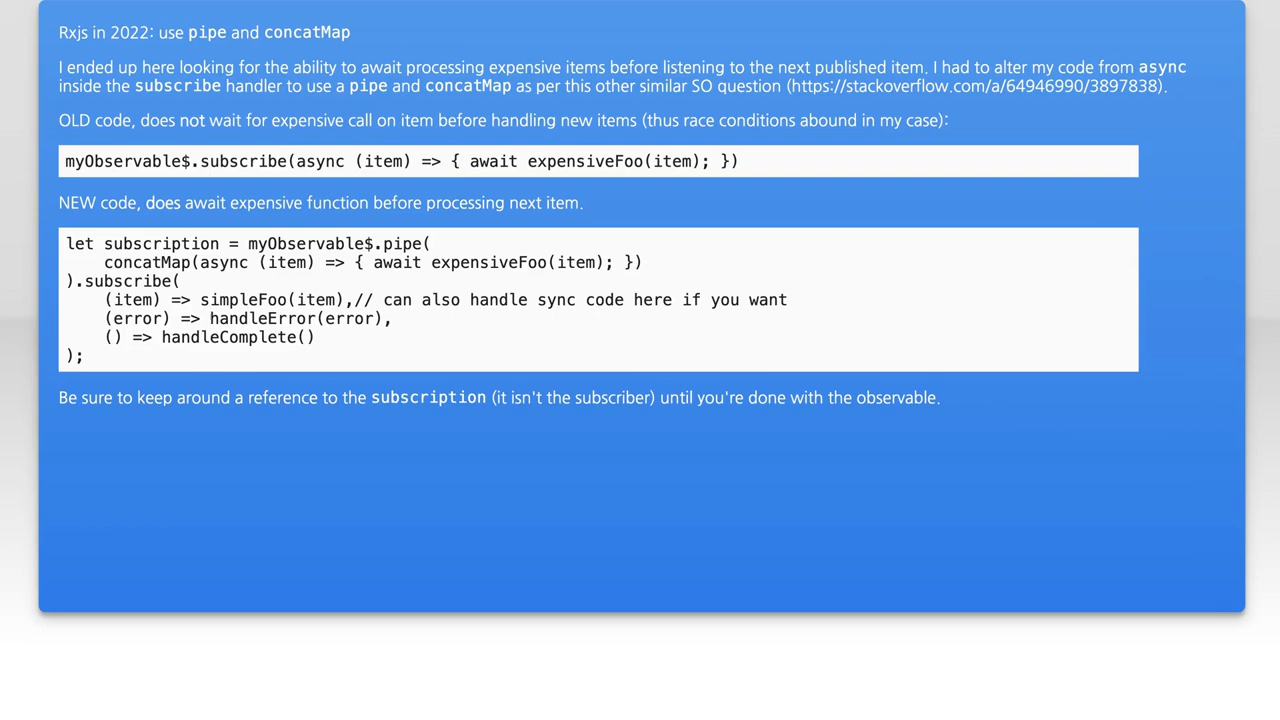 Rxjs in 2022: use pipe and concatMap
I ended up here looking for the ability to await processing expensive items before listening to the next published item. I had to alter my code from async
inside the subscribe handler to use a pipe and concatMap as per this other similar SO question (https://stackoverflow.com/a/64946990/3897838).
OLD code, does not wait for expensive call on item before handling new items (thus race conditions abound in my case):
myObservable$.subscribe(async (item) => { await expensiveFoo(item); })
NEW code, does await expensive function before processing next item.
let subscription = myObservable$.pipe(
    concatMap(async (item) => { await expensiveFoo(item); })
).subscribe(
    (item) => simpleFoo(item),// can also handle sync code here if you want
    (error) => handleError(error),
    () => handleComplete()
);
Be sure to keep around a reference to the subscription (it isn't the subscriber) until you're done with the observable.